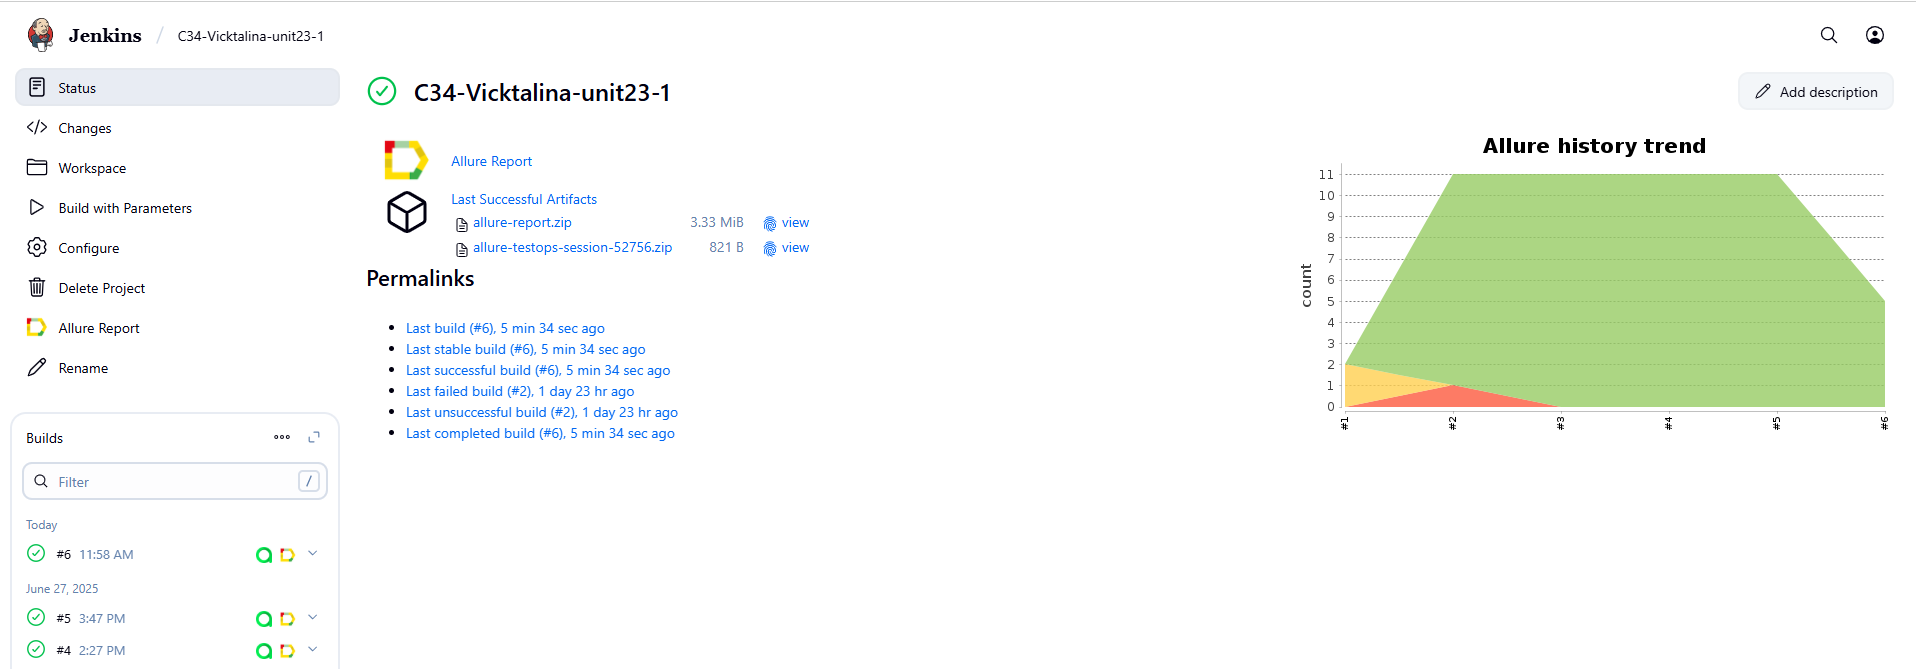 Jenkins / C34-Vicktalina-unit23-1
Status
Changes
Workspace
Build with Parameters
Configure
Delete Project
Allure Report
Rename
Builds
Filter /
Today
#6 11:58 AM
June 27, 2025
#5 3:47 PM
#4 2:27 PM
C34-Vicktalina-unit23-1
Add description
Allure Report
Last Successful Artifacts
allure-report.zip 3.33 MiB view
allure-testops-session-52756.zip 821 B view
Permalinks
Last build (#6), 5 min 34 sec ago
Last stable build (#6), 5 min 34 sec ago
Last successful build (#6), 5 min 34 sec ago
Last failed build (#2), 1 day 23 hr ago
Last unsuccessful build (#2), 1 day 23 hr ago
Last completed build (#6), 5 min 34 sec ago
Allure history trend
count
11
10
9
8
7
6
5
4
3
2
1
0
#1 #2 #3 #4 #5 #6